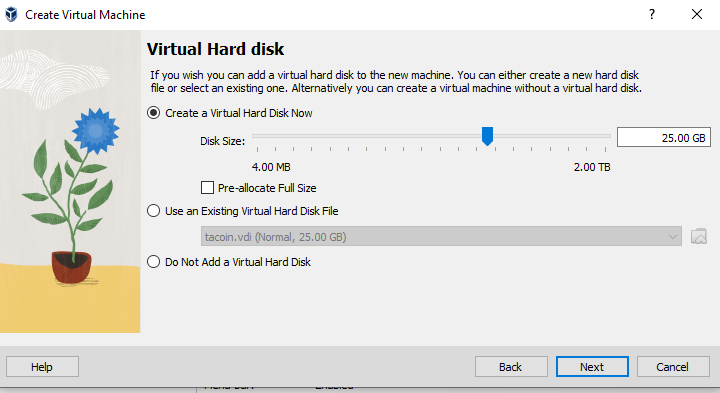 Create Virtual Machine
?
Virtual Hard disk
If you wish you can add a virtual hard disk to the new machine. You can either create a new hard disk
file or select an existing one. Alternatively you can create a virtual machine without a virtual hard disk.
Create a Virtual Hard Disk Now
Disk Size:
25.00 GB
4.00 MB
2.00 TB
Pre-allocate Full Size
Use an Existing Virtual Hard Disk File
tacoin.vdi (Normal, 25.00 GB)
Do Not Add a Virtual Hard Disk
Help
Back
Next
Cancel